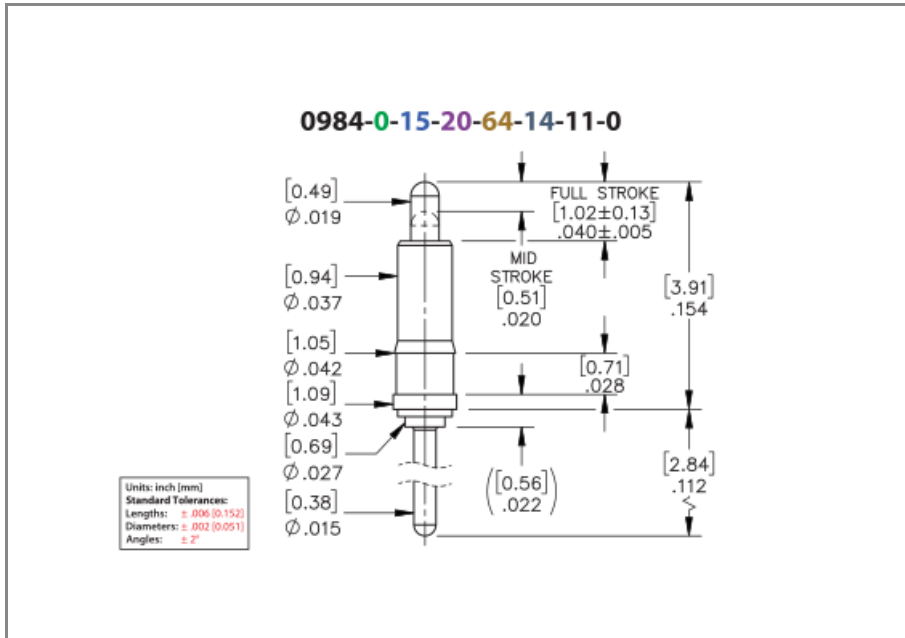 0984-0-15-20-64-14-11-0
[0.49]
Ø.019
FULL STROKE
[1.02±0.13]
.040±.005
MID
STROKE
[0.51]
.020
[0.94]
Ø.037
[3.91]
.154
[1.05]
Ø.042
[0.71]
.028
[1.09]
Ø.043
[0.69]
Ø.027
([0.56]
.022)
[2.84]
.112
[0.38]
Ø.015
Units: inch [mm]
Standard Tolerances:
Lengths: ± .006 [0.152]
Diameters: ± .002 [0.051]
Angles: ± 2°